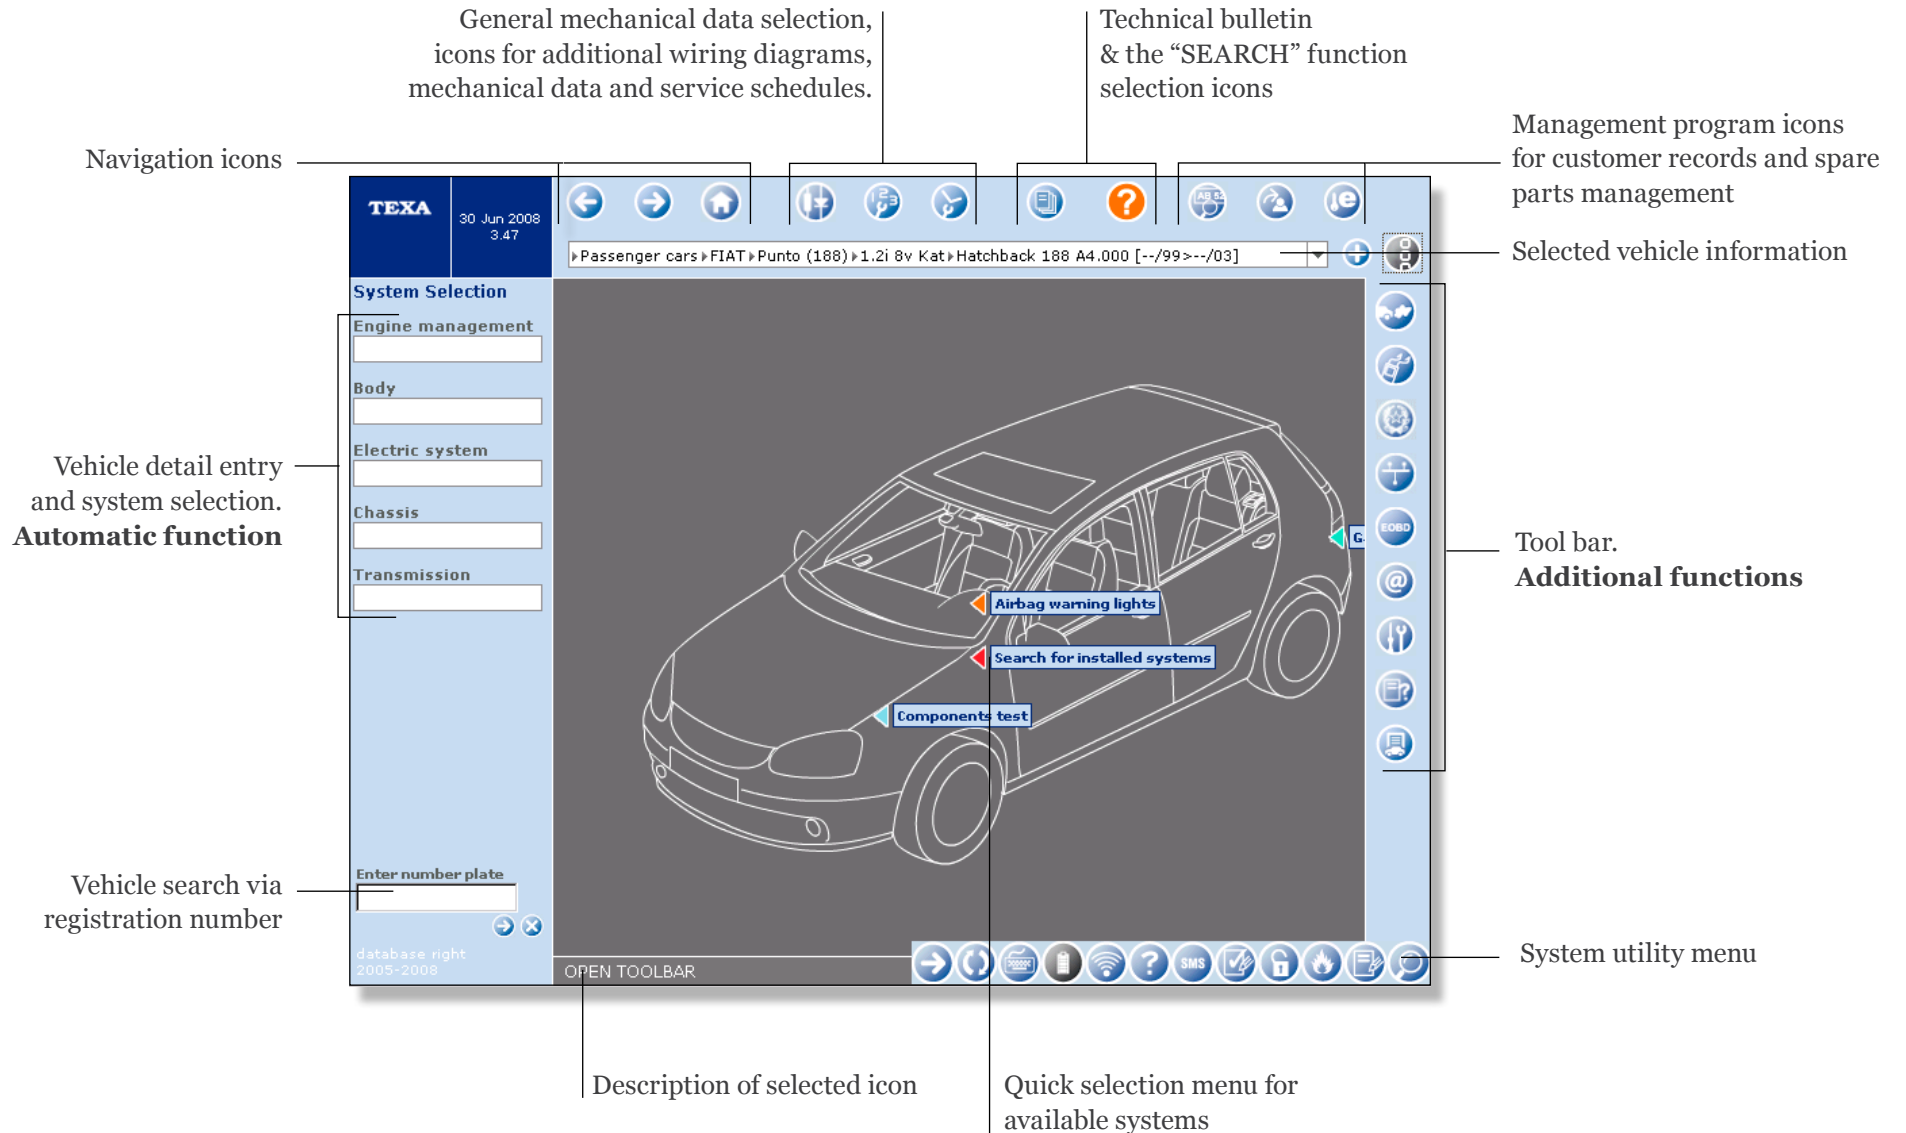 General mechanical data selection,
icons for additional wiring diagrams,
mechanical data and service schedules.
Technical bulletin
& the “SEARCH” function
selection icons
Management program icons
for customer records and spare
parts management
Navigation icons
TEXA
30 Jun 2008
3.47
AB 52
e
▸Passenger cars▸FIAT▸Punto (188)▸1.2i 8v Kat▸Hatchback 188 A4.000 [--/99>--/03]
Selected vehicle information
System Selection
Engine management
Body
Electric system
Chassis
Transmission
Vehicle detail entry
and system selection.
Automatic function
G
EOBD
@
Tool bar.
Additional functions
Airbag warning lights
Search for installed systems
Components test
Enter number plate
Vehicle search via
registration number
database right
2005-2008
OPEN TOOLBAR
?
SMS
System utility menu
Description of selected icon
Quick selection menu for
available systems